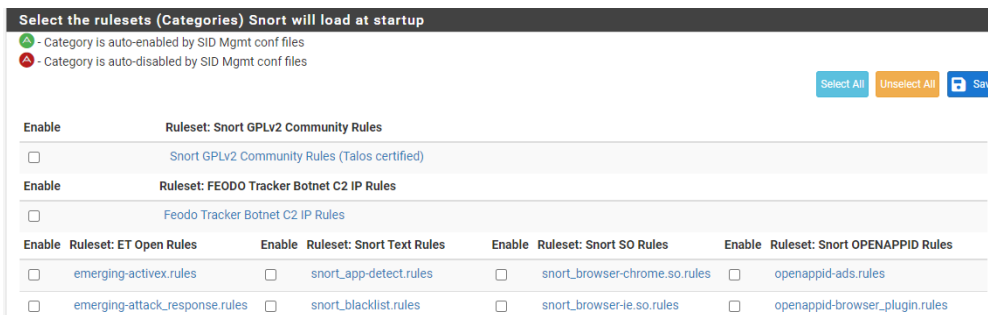 Select the rulesets (Categories) Snort will load at startup
A - Category is auto-enabled by SID Mgmt conf files
A - Category is auto-disabled by SID Mgmt conf files
Select All Unselect All Sav
Enable Ruleset: Snort GPLv2 Community Rules
Snort GPLv2 Community Rules (Talos certified)
Enable Ruleset: FEODO Tracker Botnet C2 IP Rules
Feodo Tracker Botnet C2 IP Rules
Enable Ruleset: ET Open Rules Enable Ruleset: Snort Text Rules Enable Ruleset: Snort SO Rules Enable Ruleset: Snort OPENAPPID Rules
emerging-activex.rules snort_app-detect.rules snort_browser-chrome.so.rules openappid-ads.rules
emerging-attack_response.rules snort_blacklist.rules snort_browser-ie.so.rules openappid-browser_plugin.rules